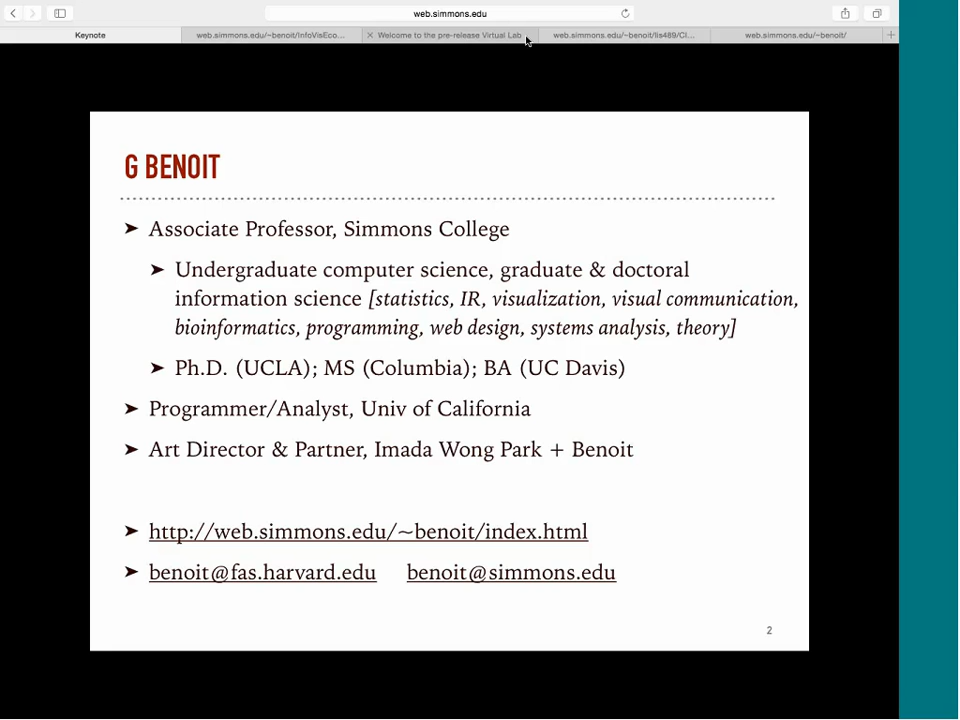 web.simmons.edu
Keynote
web.simmons.edu/~benoit/InfoVisEco...
Welcome to the pre-release Virtual Lab
web.simmons.edu/~benoit/lis489/Cl...
web.simmons.edu/~benoit/
G BENOIT
➤ Associate Professor, Simmons College
➤ Undergraduate computer science, graduate & doctoral
information science [statistics, IR, visualization, visual communication,
bioinformatics, programming, web design, systems analysis, theory]
➤ Ph.D. (UCLA); MS (Columbia); BA (UC Davis)
➤ Programmer/Analyst, Univ of California
➤ Art Director & Partner, Imada Wong Park + Benoit
➤ http://web.simmons.edu/~benoit/index.html
➤ benoit@fas.harvard.edu benoit@simmons.edu
2